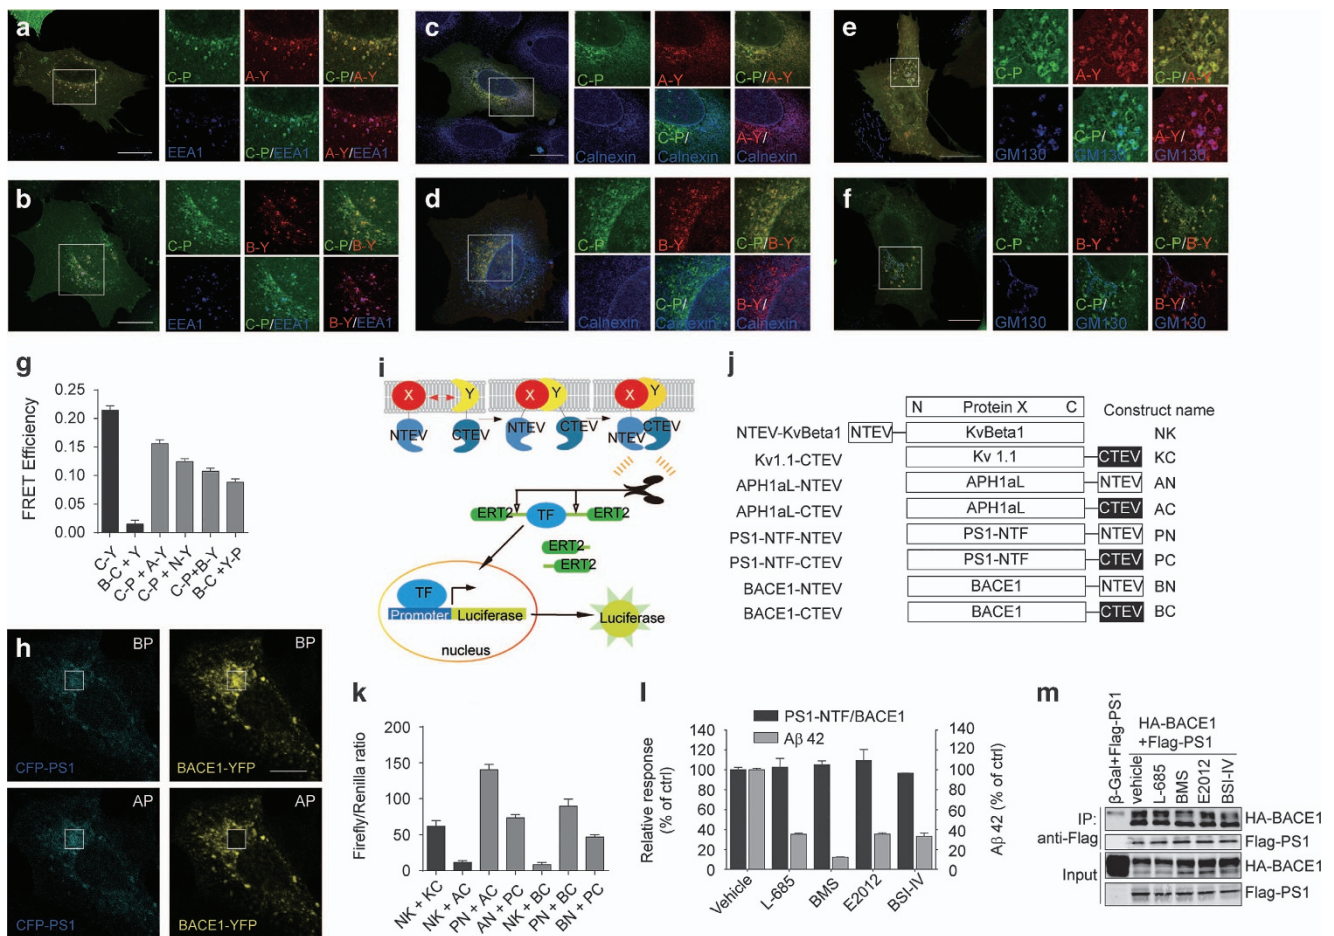 a
C-P
A-Y
C-P/A-Y
EEA1
C-P/EEA1
A-Y/EEA1
b
C-P
B-Y
C-P/B-Y
EEA1
C-P/EEA1
B-Y/EEA1
c
C-P
A-Y
C-P/A-Y
Calnexin
C-P/
Calnexin
A-Y/
Calnexin
d
C-P
B-Y
C-P/B-Y
Calnexin
C-P/
Calnexin
B-Y/
Calnexin
e
C-P
A-Y
C-P/A-Y
GM130
C-P/
GM130
A-Y/
GM130
f
C-P
B-Y
C-P/B-Y
GM130
C-P/
GM130
B-Y/
GM130
g
FRET Efficiency
0.25
0.20
0.15
0.10
0.05
0.00
C-Y
B-C + Y
C-P + A-Y
C-P + N-Y
C-P+B-Y
B-C +Y-P
h
BP
CFP-PS1
BP
BACE1-YFP
AP
CFP-PS1
AP
BACE1-YFP
i
X
Y
NTEV
CTEV
X
Y
NTEV
CTEV
X
Y
NTEV
CTEV
ERT2
TF
ERT2
ERT2
ERT2
TF
Promoter
Luciferase
nucleus
Luciferase
j
N Protein X C
Construct name
NTEV-KvBeta1 NTEV KvBeta1 NK
Kv1.1-CTEV Kv 1.1 CTEV KC
APH1aL-NTEV APH1aL NTEV AN
APH1aL-CTEV APH1aL CTEV AC
PS1-NTF-NTEV PS1-NTF NTEV PN
PS1-NTF-CTEV PS1-NTF CTEV PC
BACE1-NTEV BACE1 NTEV BN
BACE1-CTEV BACE1 CTEV BC
k
Firefly/Renilla ratio
200
150
100
50
0
NK + KC
NK + AC
PN + AC
AN + PC
NK + BC
PN + BC
BN + PC
l
PS1-NTF/BACE1
Aβ 42
Relative response
(% of ctrl)
140
120
100
80
60
40
20
0
140
120
100
80
60
40
20
0
Aβ 42 (% of ctrl)
Vehicle
L-685
BMS
E2012
BSI-IV
m
β-Gal+Flag-PS1
HA-BACE1
+Flag-PS1
vehicle
L-685
BMS
E2012
BSI-IV
IP:
anti-Flag
HA-BACE1
Flag-PS1
Input
HA-BACE1
Flag-PS1